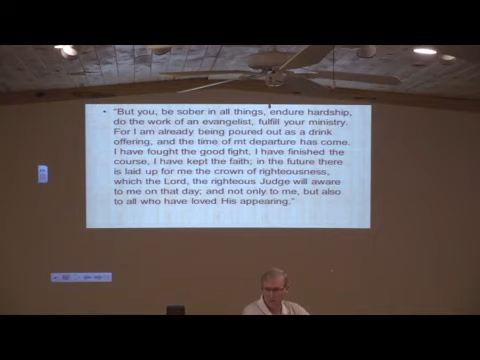 • "But you, be sober in all things, endure hardship,
do the work of an evangelist, fulfill your ministry.
For I am already being poured out as a drink
offering, and the time of mt departure has come.
I have fought the good fight, I have finished the
course, I have kept the faith; in the future there
is laid up for me the crown of righteousness,
which the Lord, the righteous Judge will aware
to me on that day; and not only to me, but also
to all who have loved His appearing."